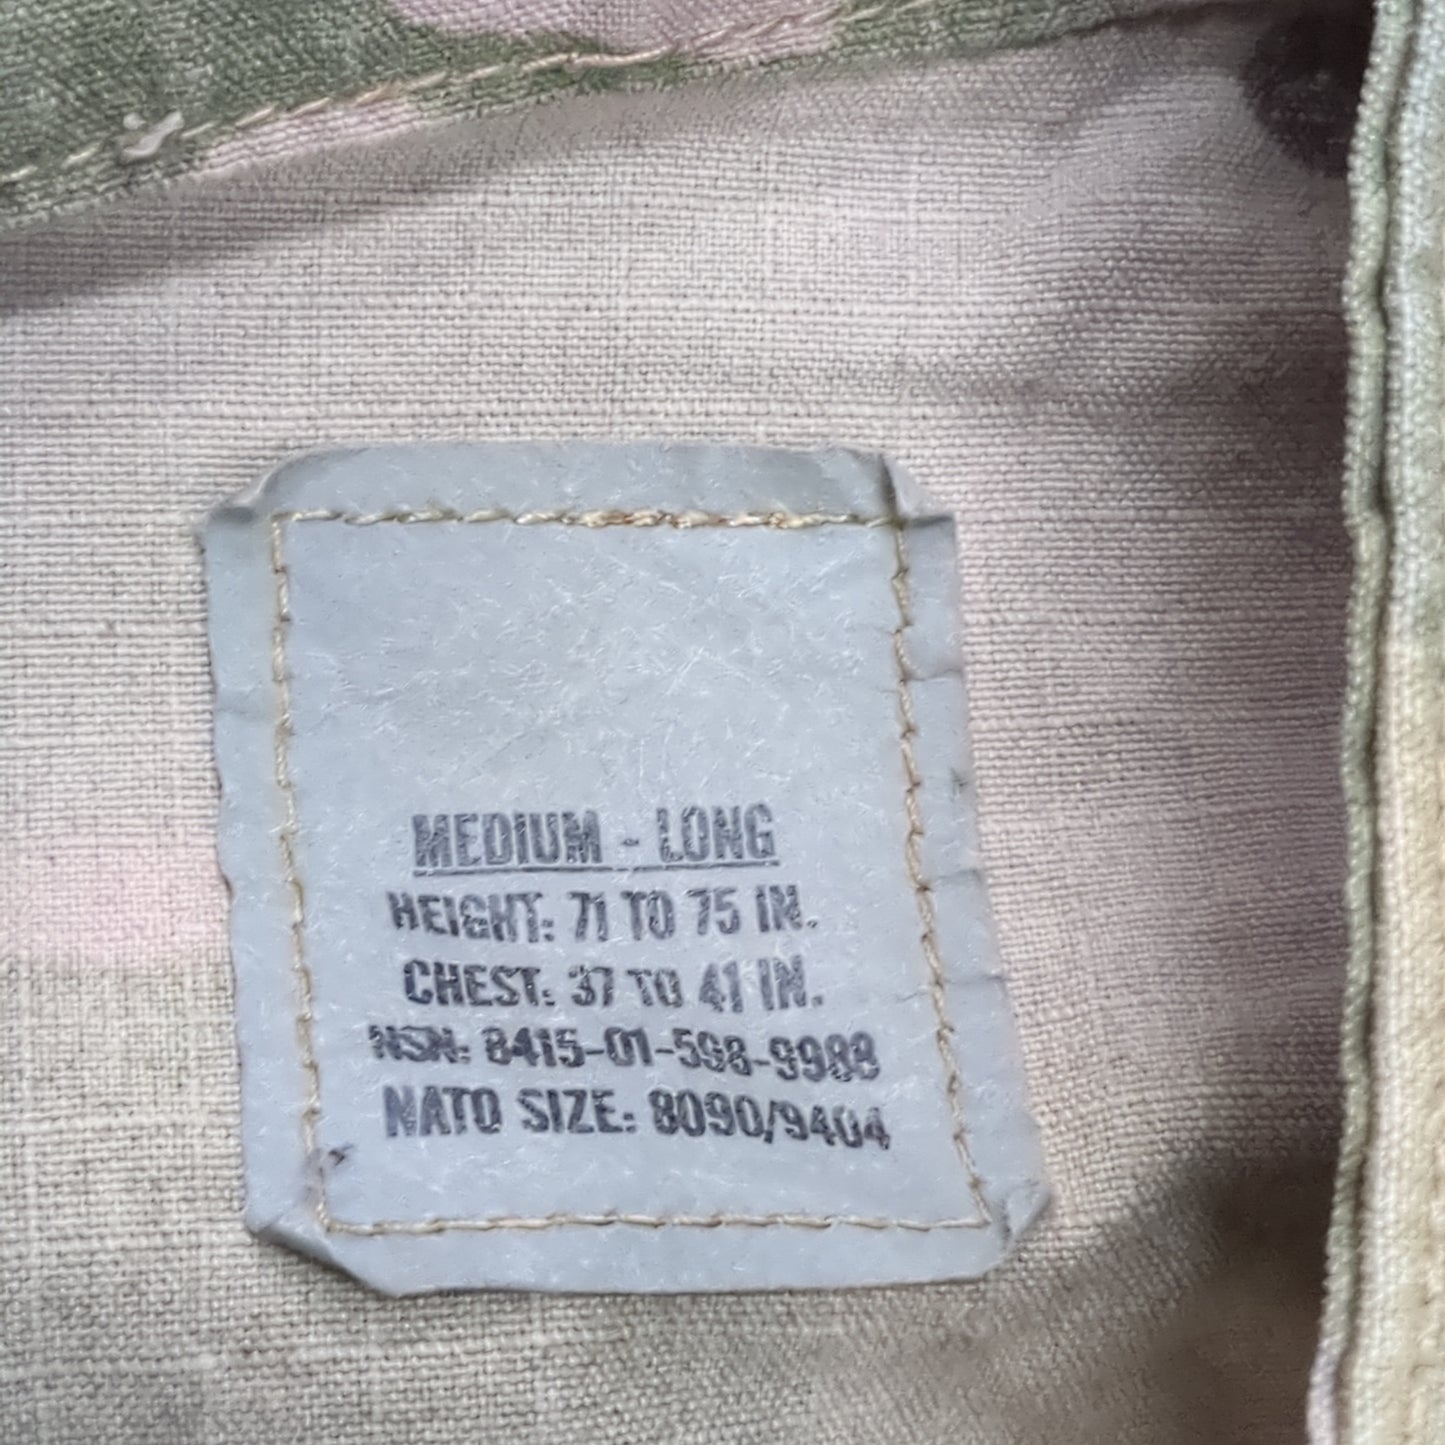 MEDIUM - LONG
HEIGHT: 71 TO 75 IN.
CHEST: 37 TO 41 IN.
NSN: 8415-01-598-9988
NATO SIZE: 8090/9404